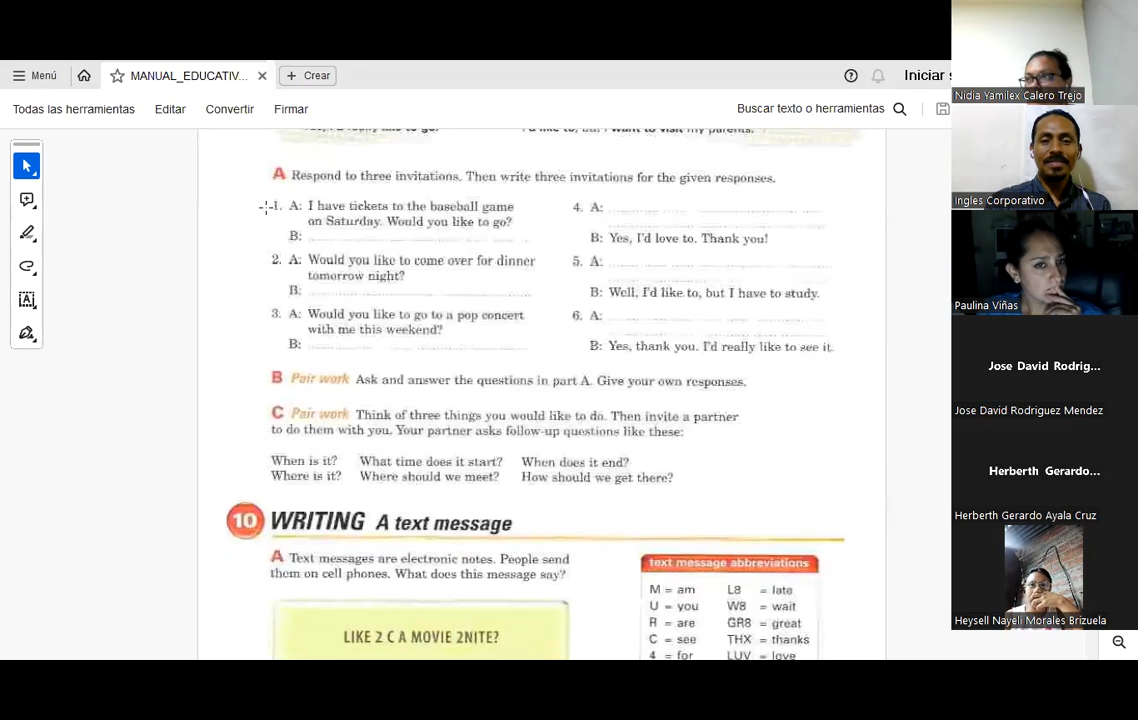 Menú
MANUAL_EDUCATIV...
Crear
Iniciar s
Todas las herramientas
Editar
Convertir
Firmar
Buscar texto o herramientas
I'd like to, but I want to visit my parents.
A Respond to three invitations. Then write three invitations for the given responses.
1. A: I have tickets to the baseball game
on Saturday. Would you like to go?
B:
2. A: Would you like to come over for dinner
tomorrow night?
B:
3. A: Would you like to go to a pop concert
with me this weekend?
B:
4. A:
B: Yes, I'd love to. Thank you!
5. A:
B: Well, I'd like to, but I have to study.
6. A:
B: Yes, thank you. I'd really like to see it.
B Pair work Ask and answer the questions in part A. Give your own responses.
C Pair work Think of three things you would like to do. Then invite a partner
to do them with you. Your partner asks follow-up questions like these:
When is it? What time does it start? When does it end?
Where is it? Where should we meet? How should we get there?
10 WRITING A text message
A Text messages are electronic notes. People send
them on cell phones. What does this message say?
LIKE 2 C A MOVIE 2NITE?
text message abbreviations
M = am L8 = late
U = you W8 = wait
R = are GR8 = great
C = see THX = thanks
4 = for LUV = love
Nidia Yamilex Calero Trejo
Ingles Corporativo
Paulina Viñas
Jose David Rodrig...
Jose David Rodriguez Mendez
Herberth Gerardo...
Herberth Gerardo Ayala Cruz
Heysell Nayeli Morales Brizuela